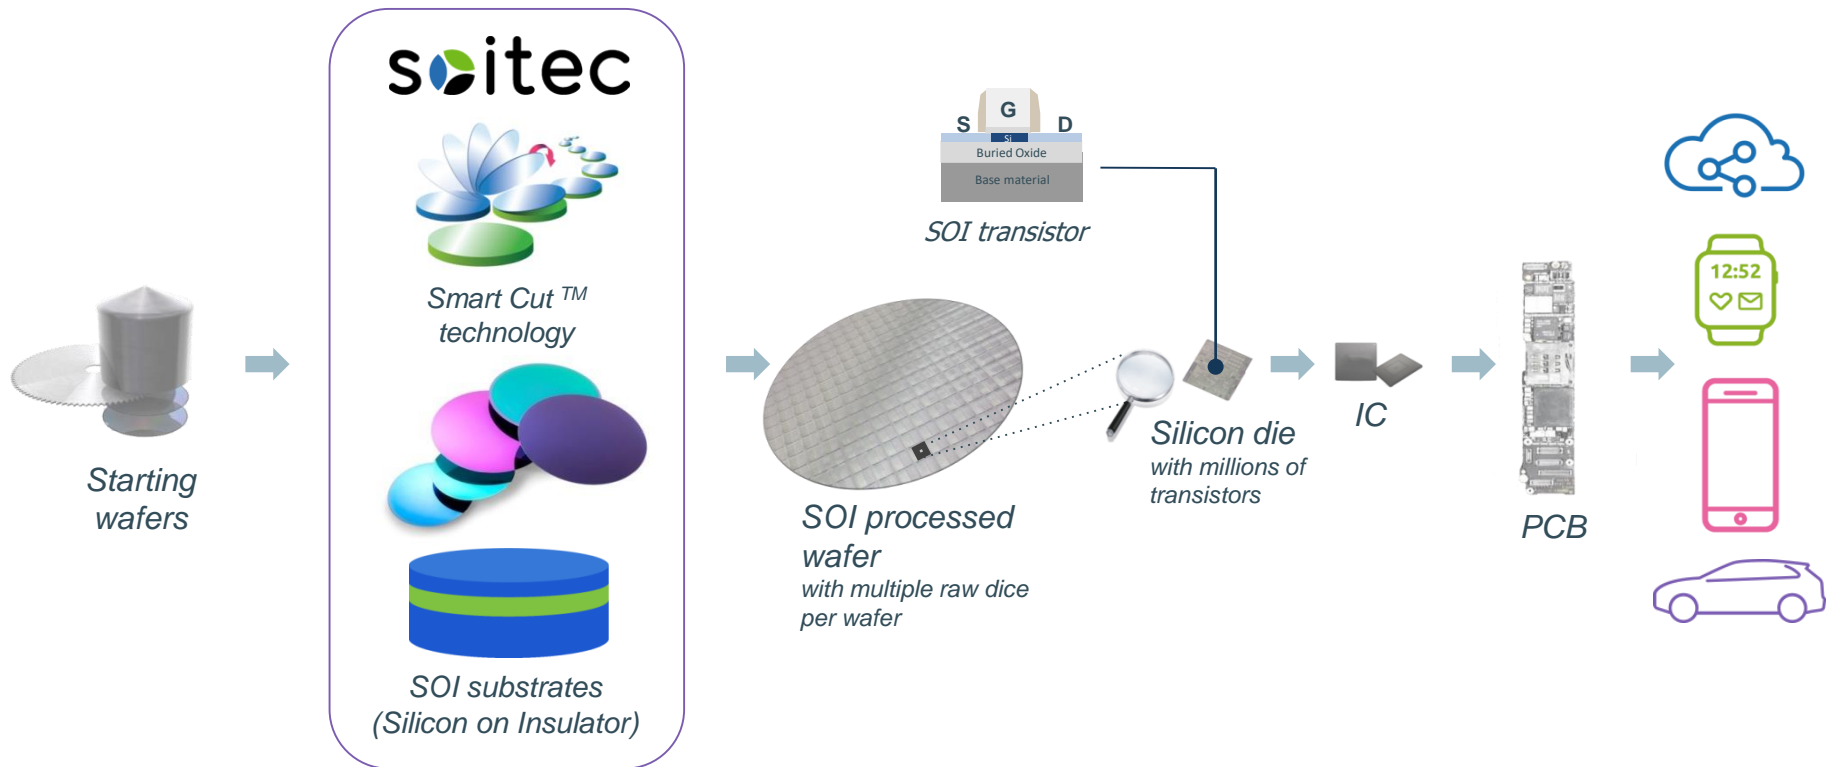 Starting
wafers
soitec
Smart Cut TM
technology
SOI substrates
(Silicon on Insulator)
S
G
D
Si
Buried Oxide
Base material
SOI transistor
SOI processed
wafer
with multiple raw dice
per wafer
Silicon die
with millions of
transistors
IC
PCB
12:52